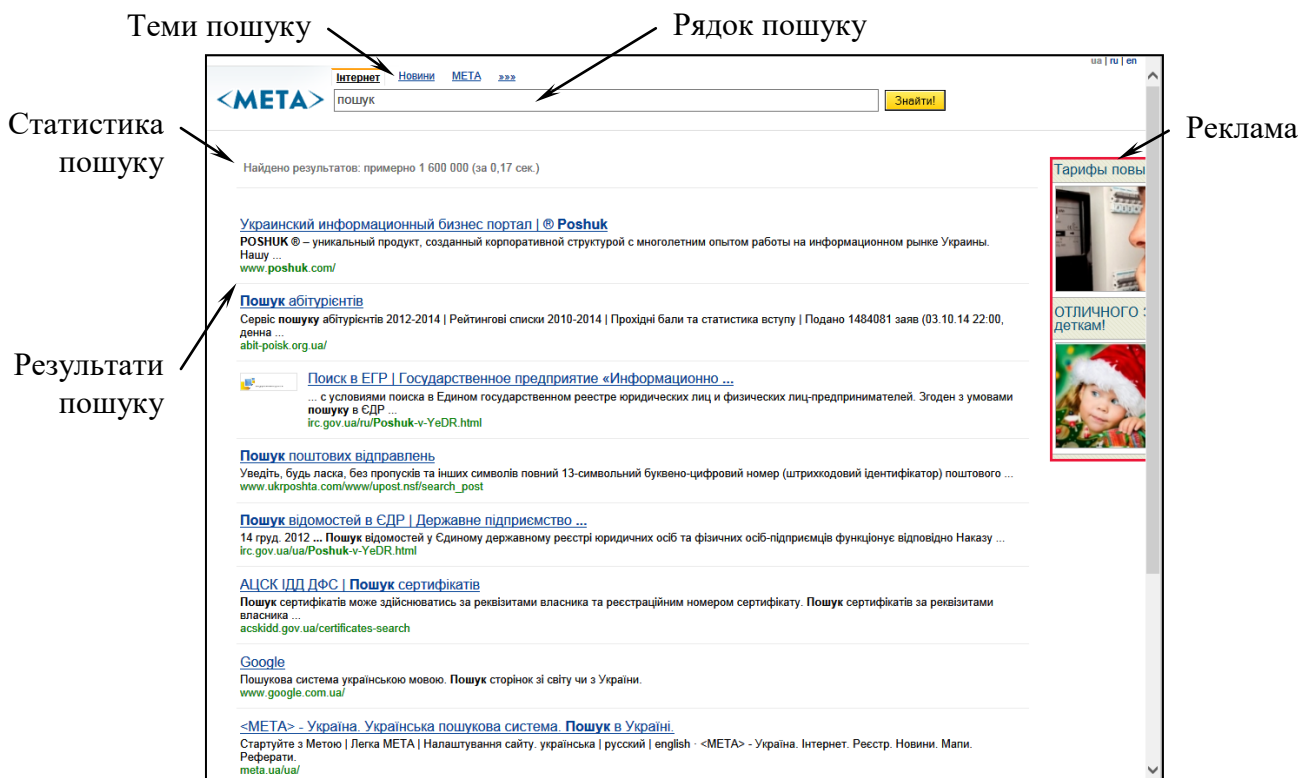 Теми пошуку
Рядок пошуку
ua | ru | en
Інтернет Новини МЕТА »»»
<META>
пошук
Знайти!
Статистика
пошуку
Реклама
Найдено результатов: примерно 1 600 000 (за 0,17 сек.)
Тарифы повы
Украинский информационный бизнес портал | ® Poshuk
POSHUK ® – уникальный продукт, созданный корпоративной структурой с многолетним опытом работы на информационном рынке Украины.
Нашу ...
www.poshuk.com/
Пошук абітурієнтів
Сервіс пошуку абітурієнтів 2012-2014 | Рейтингові списки 2010-2014 | Прохідні бали та статистика вступу | Подано 1484081 заяв (03.10.14 22:00,
денна ...
abit-poisk.org.ua/
ОТЛИЧНОГО
деткам!
Результати
пошуку
Поиск в ЕГР | Государственное предприятие «Информационно ...
... с условиями поиска в Едином государственном реестре юридических лиц и физических лиц-предпринимателей. Згоден з умовами
пошуку в ЄДР ...
irc.gov.ua/ru/Poshuk-v-YeDR.html
Пошук поштових відправлень
Уведіть, будь ласка, без пропусків та інших символів повний 13-символьний буквено-цифровий номер (штрихкодовий ідентифікатор) поштового ...
www.ukrposhta.com/www/upost.nsf/search_post
Пошук відомостей в ЄДР | Державне підприємство ...
14 груд. 2012 ... Пошук відомостей у Єдиному державному реєстрі юридичних осіб та фізичних осіб-підприємців функціонує відповідно Наказу ...
irc.gov.ua/ua/Poshuk-v-YeDR.html
АЦСК ІДД ДФС | Пошук сертифікатів
Пошук сертифікатів може здійснюватись за реквізитами власника та реєстраційним номером сертифікату. Пошук сертифікатів за реквізитами
власника ...
acskidd.gov.ua/certificates-search
Google
Пошукова система українською мовою. Пошук сторінок зі світу чи з України.
www.google.com.ua/
<META> - Україна. Українська пошукова система. Пошук в Україні.
Стартуйте з Метою | Легка META | Налаштування сайту. українська | русский | english · <META> - Україна. Інтернет. Реєстр. Новини. Мапи.
Реферати.
meta.ua/ua/